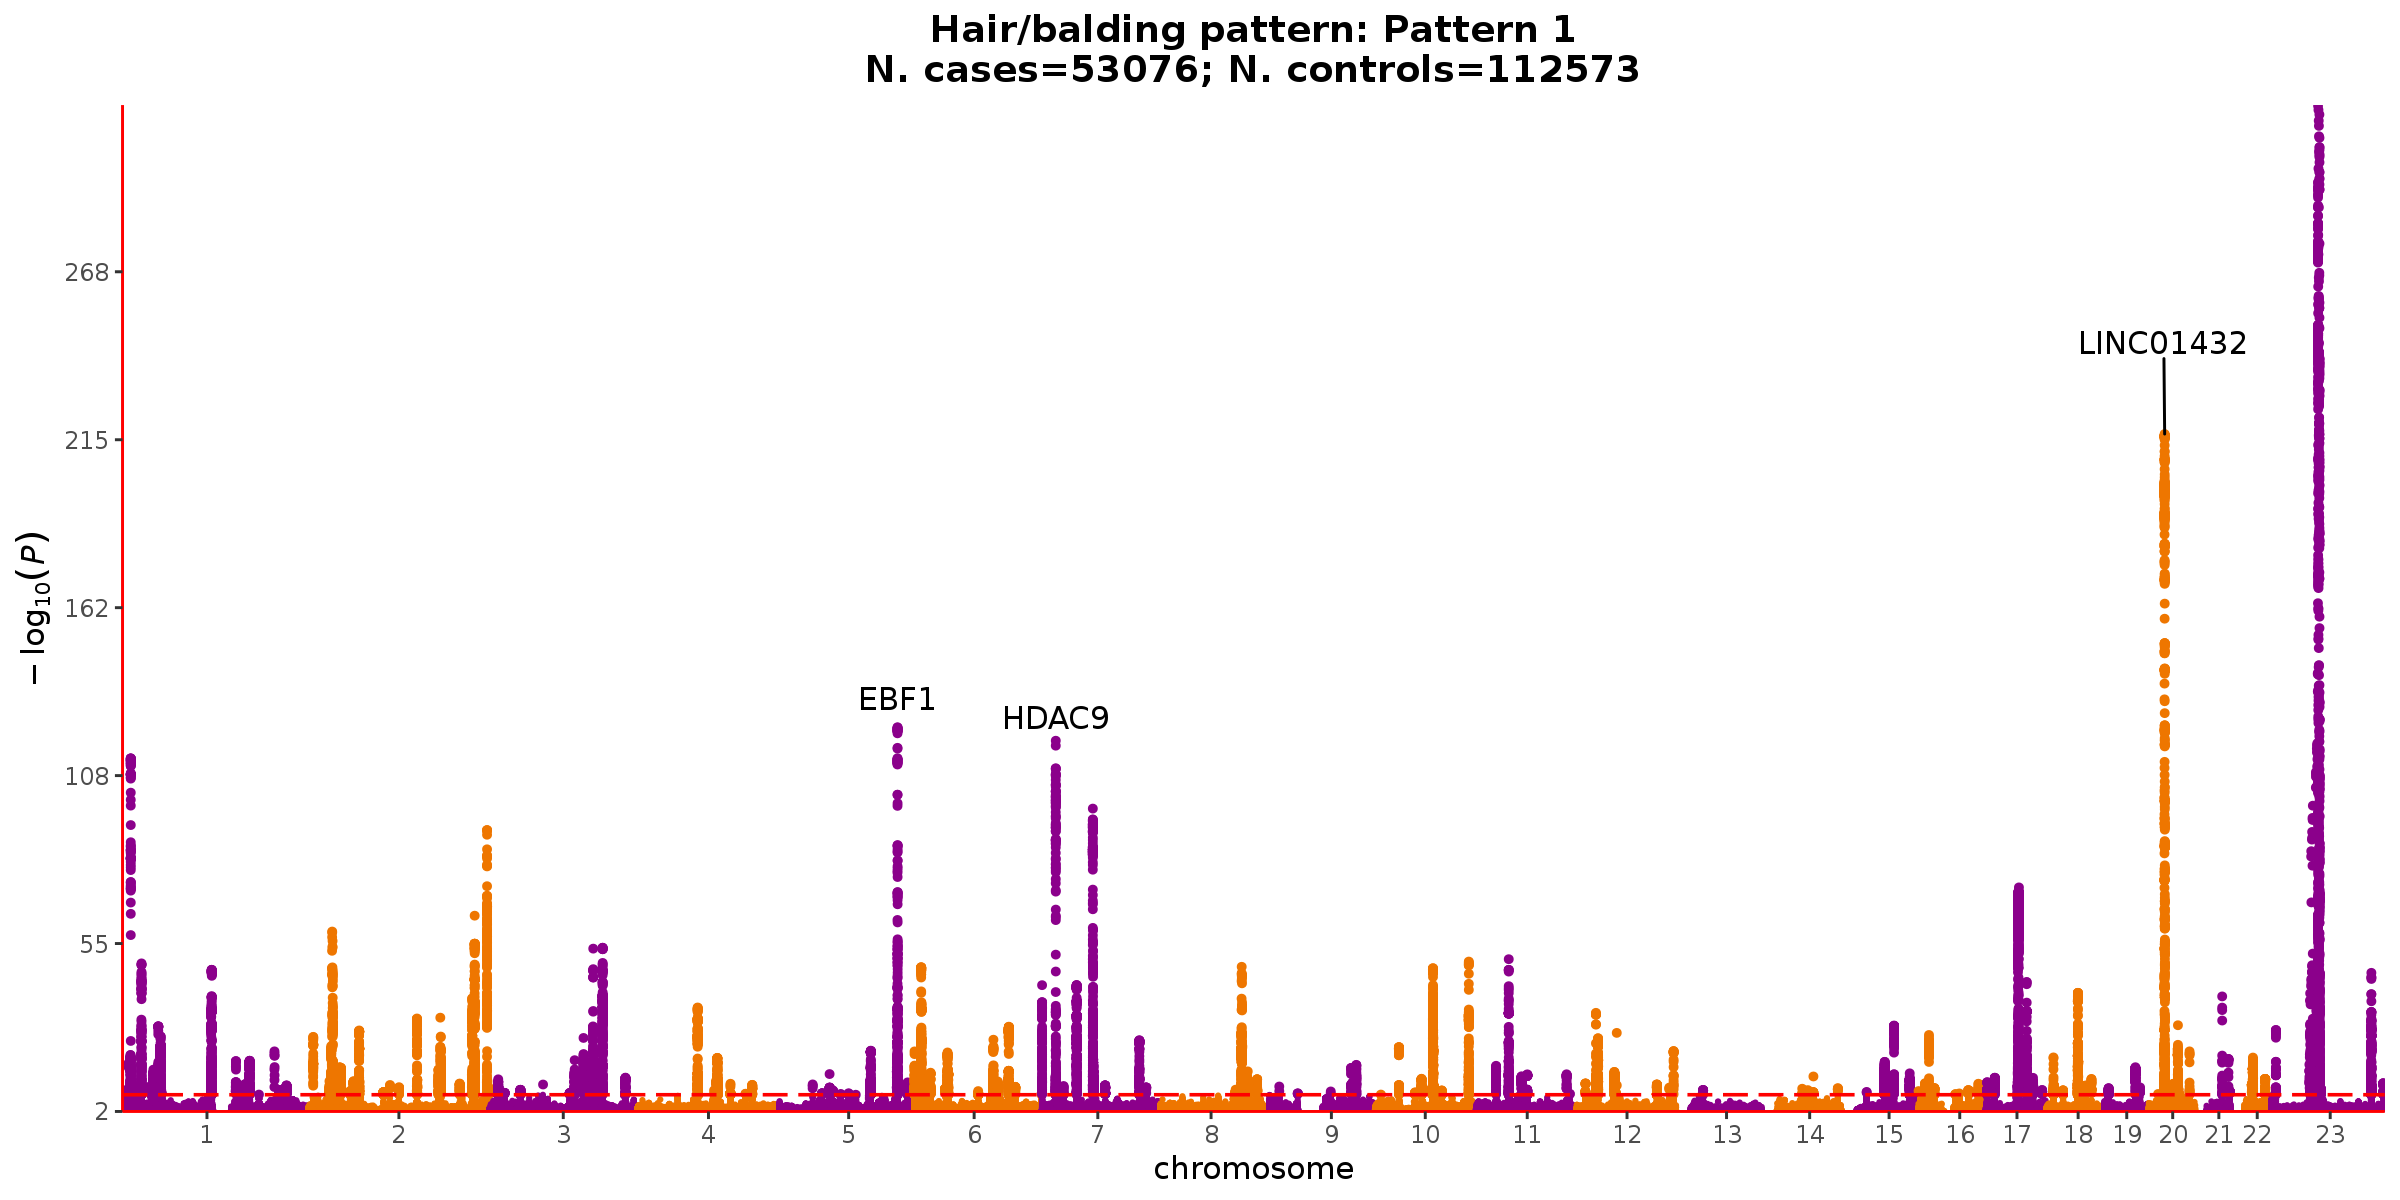 Hair/balding pattern: Pattern 1
N. cases=53076; N. controls=112573
268
215
162
108
55
2
−log10(P)
LINC01432
EBF1
HDAC9
1 2 3 4 5 6 7 8 9 10 11 12 13 14 15 16 17 18 19 20 21 22 23
chromosome